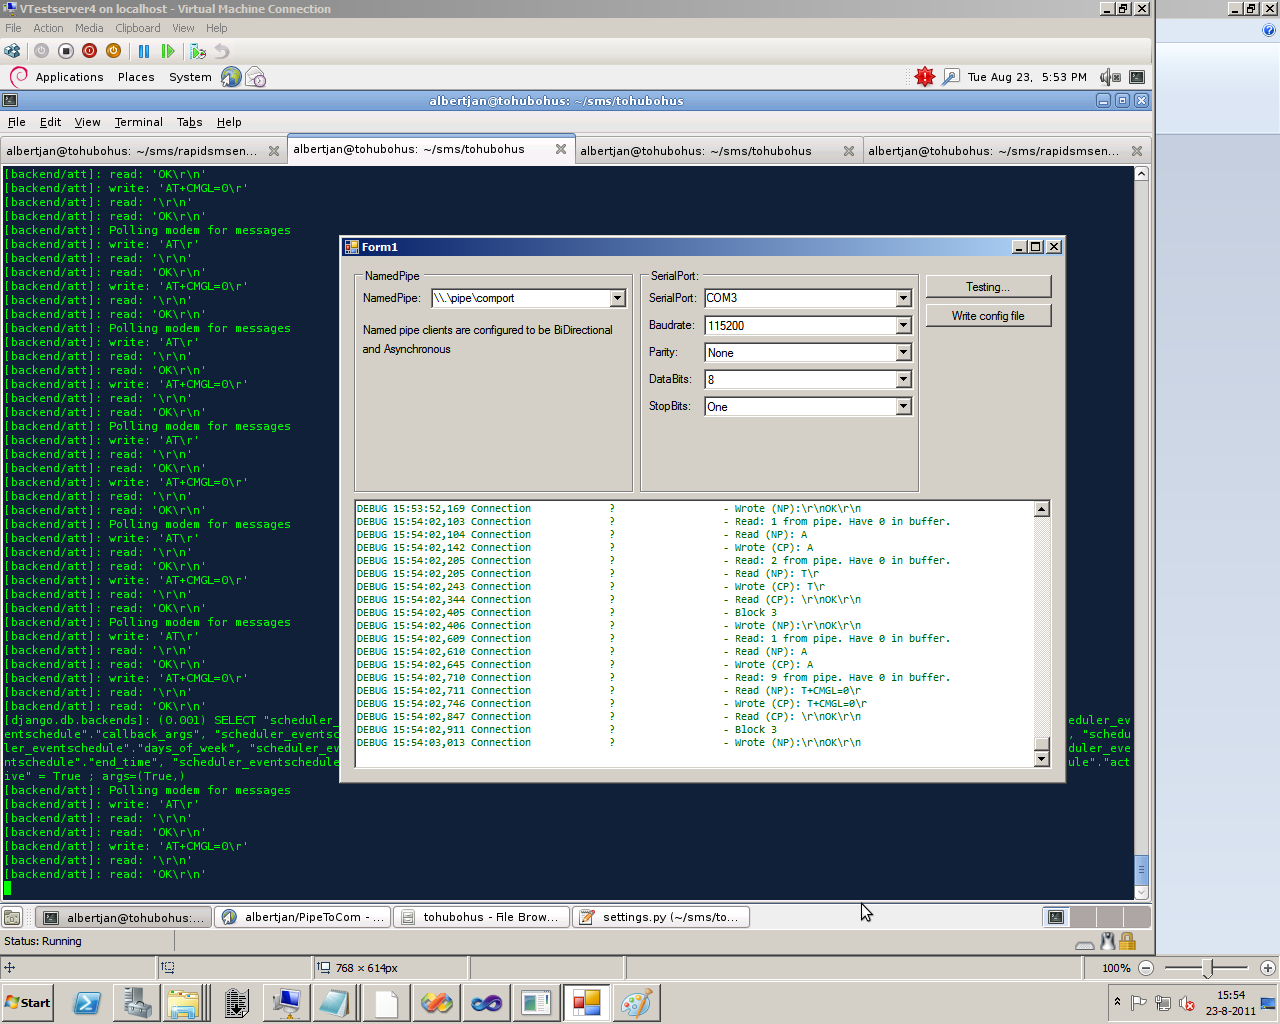 VTestserver4 on localhost - Virtual Machine Connection
File Action Media Clipboard View Help
Applications Places System
Tue Aug 23, 5:53 PM
albertjan@tohubohus: ~/sms/tohubohus
File Edit View Terminal Tabs Help
albertjan@tohubohus: ~/sms/rapidsmsen...
albertjan@tohubohus: ~/sms/tohubohus
albertjan@tohubohus: ~/sms/tohubohus
albertjan@tohubohus: ~/sms/rapidsmsen...
[backend/att]: read: 'OK\r\n'
[backend/att]: write: 'AT+CMGL=0\r'
[backend/att]: read: '\r\n'
[backend/att]: read: 'OK\r\n'
[backend/att]: Polling modem for messages
[backend/att]: write: 'AT\r'
[backend/att]: read: '\r\n'
[backend/att]: read: 'OK\r\n'
[backend/att]: write: 'AT+CMGL=0\r'
[backend/att]: read: '\r\n'
[backend/att]: read: 'OK\r\n'
[backend/att]: Polling modem for messages
[backend/att]: write: 'AT\r'
[backend/att]: read: '\r\n'
[backend/att]: read: 'OK\r\n'
[backend/att]: write: 'AT+CMGL=0\r'
[backend/att]: read: '\r\n'
[backend/att]: read: 'OK\r\n'
[backend/att]: Polling modem for messages
[backend/att]: write: 'AT\r'
[backend/att]: read: '\r\n'
[backend/att]: read: 'OK\r\n'
[backend/att]: write: 'AT+CMGL=0\r'
[backend/att]: read: '\r\n'
[backend/att]: read: 'OK\r\n'
[backend/att]: Polling modem for messages
[backend/att]: write: 'AT\r'
[backend/att]: read: '\r\n'
[backend/att]: read: 'OK\r\n'
[backend/att]: write: 'AT+CMGL=0\r'
[backend/att]: read: '\r\n'
[backend/att]: read: 'OK\r\n'
[backend/att]: Polling modem for messages
[backend/att]: write: 'AT\r'
[backend/att]: read: '\r\n'
[backend/att]: read: 'OK\r\n'
[backend/att]: write: 'AT+CMGL=0\r'
[backend/att]: read: '\r\n'
[backend/att]: read: 'OK\r\n'
[django.db.backends]: (0.001) SELECT "scheduler_ eduler_ev
entschedule"."callback_args", "scheduler_eventsc ", "schedu
ler_eventschedule"."days_of_week", "scheduler_ev duler_eve
ntschedule"."end_time", "scheduler_eventschedule ule"."act
ive" = True ; args=(True,)
[backend/att]: Polling modem for messages
[backend/att]: write: 'AT\r'
[backend/att]: read: '\r\n'
[backend/att]: read: 'OK\r\n'
[backend/att]: write: 'AT+CMGL=0\r'
[backend/att]: read: '\r\n'
[backend/att]: read: 'OK\r\n'
Form1
NamedPipe
NamedPipe: \\.\pipe\comport
Named pipe clients are configured to be BiDirectional
and Asynchronous
SerialPort:
SerialPort: COM3
Baudrate: 115200
Parity: None
DataBits: 8
StopBits: One
Testing...
Write config file
DEBUG 15:53:52,169 Connection ? - Wrote (NP):\r\nOK\r\n
DEBUG 15:54:02,103 Connection ? - Read: 1 from pipe. Have 0 in buffer.
DEBUG 15:54:02,104 Connection ? - Read (NP): A
DEBUG 15:54:02,142 Connection ? - Wrote (CP): A
DEBUG 15:54:02,205 Connection ? - Read: 2 from pipe. Have 0 in buffer.
DEBUG 15:54:02,205 Connection ? - Read (NP): T\r
DEBUG 15:54:02,243 Connection ? - Wrote (CP): T\r
DEBUG 15:54:02,344 Connection ? - Read (CP): \r\nOK\r\n
DEBUG 15:54:02,405 Connection ? - Block 3
DEBUG 15:54:02,406 Connection ? - Wrote (NP):\r\nOK\r\n
DEBUG 15:54:02,609 Connection ? - Read: 1 from pipe. Have 0 in buffer.
DEBUG 15:54:02,610 Connection ? - Read (NP): A
DEBUG 15:54:02,645 Connection ? - Wrote (CP): A
DEBUG 15:54:02,710 Connection ? - Read: 9 from pipe. Have 0 in buffer.
DEBUG 15:54:02,711 Connection ? - Read (NP): T+CMGL=0\r
DEBUG 15:54:02,746 Connection ? - Wrote (CP): T+CMGL=0\r
DEBUG 15:54:02,847 Connection ? - Read (CP): \r\nOK\r\n
DEBUG 15:54:02,911 Connection ? - Block 3
DEBUG 15:54:03,013 Connection ? - Wrote (NP):\r\nOK\r\n
albertjan@tohubohus:...
albertjan/PipeToCom - ...
tohubohus - File Brow...
settings.py (~/sms/to...
Status: Running
768 × 614px
100%
Start
15:54
23-8-2011